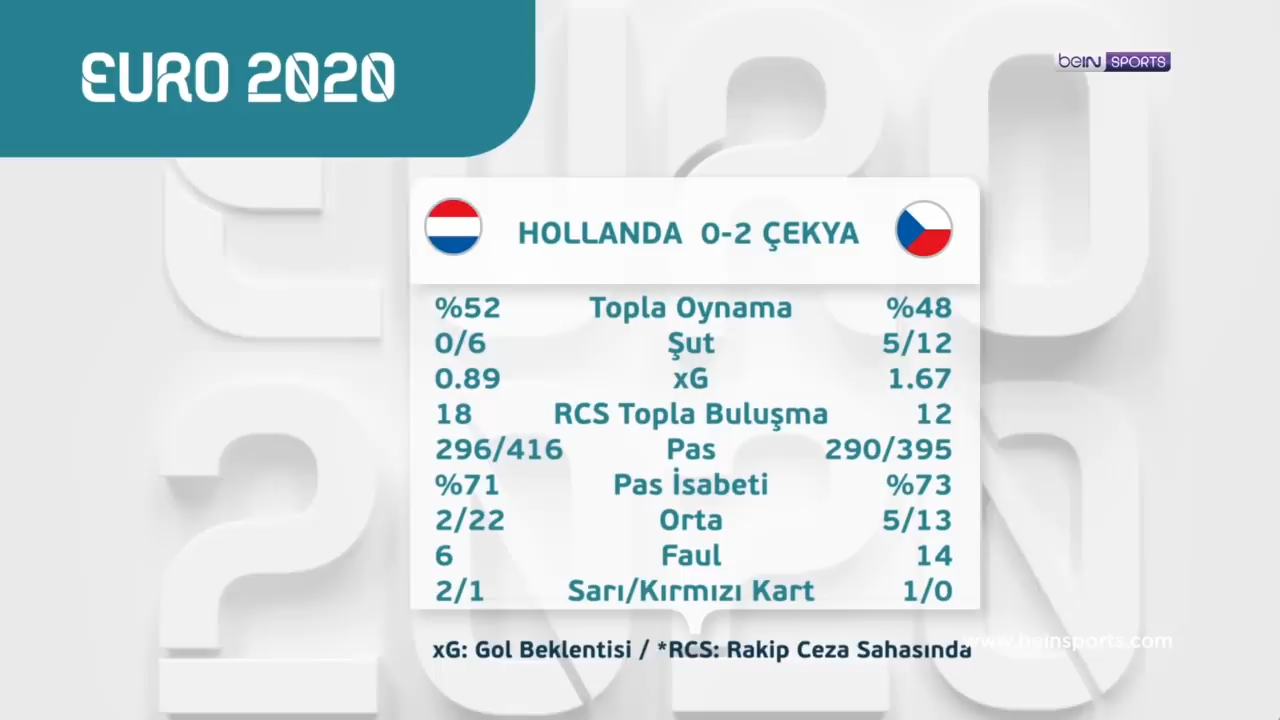 EURO 2020
beIN SPORTS
HOLLANDA 0-2 ÇEKYA
%52 Topla Oynama %48
0/6 Şut 5/12
0.89 xG 1.67
18 RCS Topla Buluşma 12
296/416 Pas 290/395
%71 Pas İsabeti %73
2/22 Orta 5/13
6 Faul 14
2/1 Sarı/Kırmızı Kart 1/0
xG: Gol Beklentisi / *RCS: Rakip Ceza Sahasında
www.beinsports.com